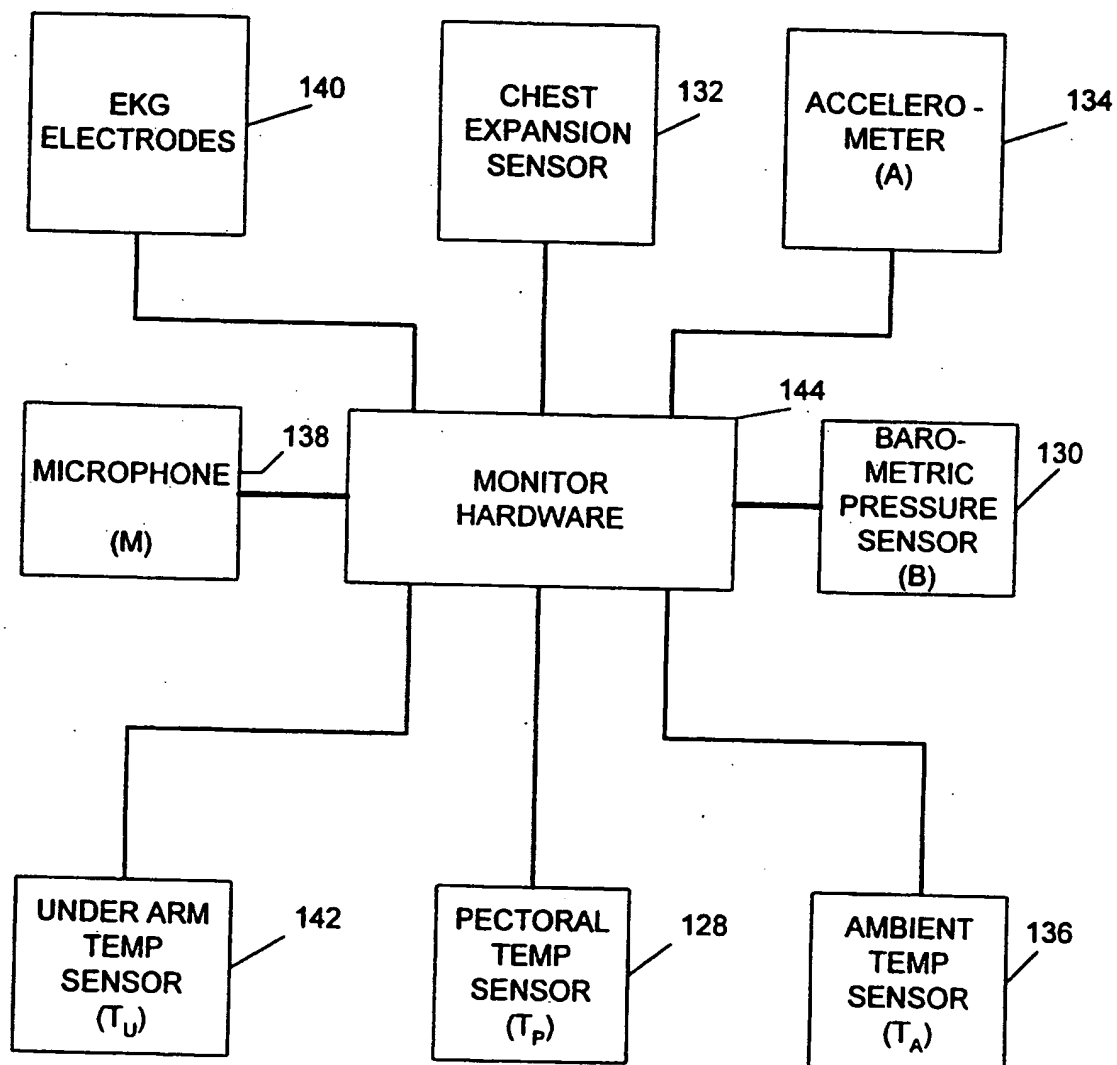 EKG
ELECTRODES
140
CHEST
EXPANSION
SENSOR
132
ACCELERO -
METER
(A)
134
MICROPHONE
(M)
138
MONITOR
HARDWARE
144
BARO-
METRIC
PRESSURE
SENSOR
(B)
130
UNDER ARM
TEMP
SENSOR
(TU)
142
PECTORAL
TEMP
SENSOR
(TP)
128
AMBIENT
TEMP
SENSOR
(TA)
136